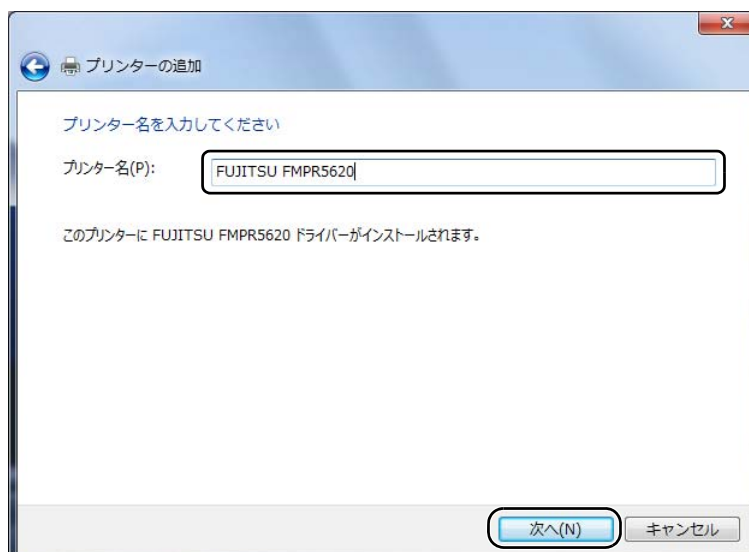 プリンターの追加
プリンター名を入力してください
プリンター名(P): FUJITSU FMPR5620
このプリンターに FUJITSU FMPR5620 ドライバーがインストールされます。
次へ(N) キャンセル